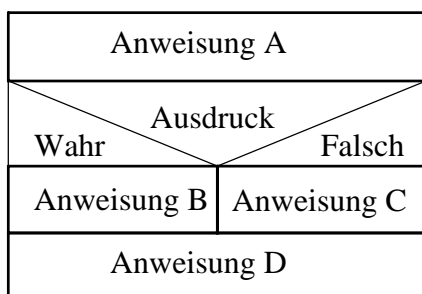 Anweisung A
Ausdruck
Wahr Falsch
Anweisung B Anweisung C
Anweisung D